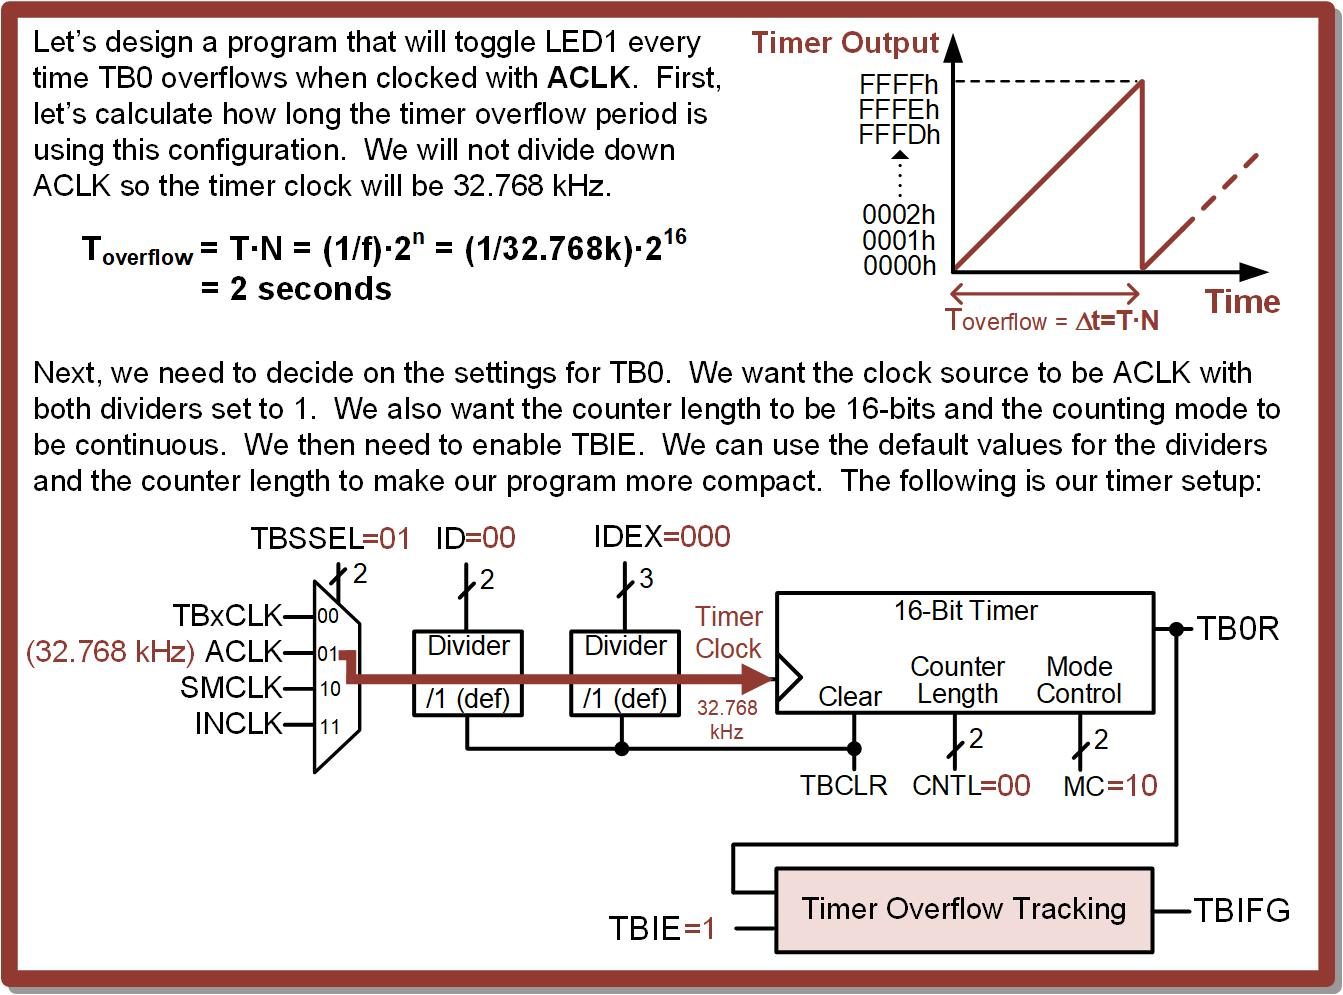 Let's design a program that will toggle LED1 every
time TB0 overflows when clocked with ACLK. First,
let's calculate how long the timer overflow period is
using this configuration. We will not divide down
ACLK so the timer clock will be 32.768 kHz.
Toverflow = T·N = (1/f)·2n = (1/32.768k)·216
= 2 seconds
Timer Output
FFFFh
FFFEh
FFFDh
0002h
0001h
0000h
Time
Toverflow = Δt=T·N
Next, we need to decide on the settings for TB0. We want the clock source to be ACLK with
both dividers set to 1. We also want the counter length to be 16-bits and the counting mode to
be continuous. We then need to enable TBIE. We can use the default values for the dividers
and the counter length to make our program more compact. The following is our timer setup:
TBSSEL=01 ID=00 IDEX=000
2 2 3
TBxCLK 00
(32.768 kHz) ACLK 01
SMCLK 10
INCLK 11
Divider
/1 (def)
Divider
/1 (def)
Timer
Clock
32.768
kHz
16-Bit Timer
Clear
Counter
Length
Mode
Control
TB0R
2 2
TBCLR CNTL=00 MC=10
TBIE=1
Timer Overflow Tracking
TBIFG